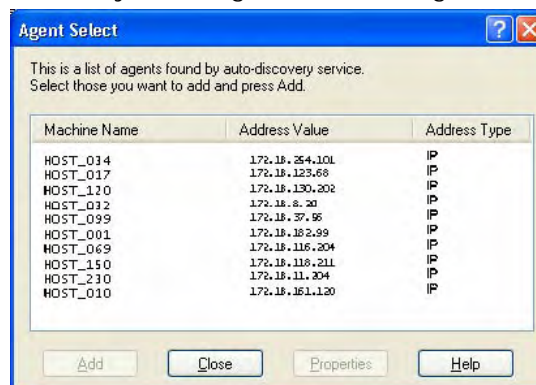 Agent Select
This is a list of agents found by auto-discovery service.
Select those you want to add and press Add.
Machine Name Address Value Address Type
HOST_034 172.18.254.101 IP
HOST_017 172.18.123.68 IP
HOST_120 172.18.130.202 IP
HOST_032 172.18.8.20 IP
HOST_099 172.18.37.56 IP
HOST_001 172.18.182.99 IP
HOST_069 172.18.116.204 IP
HOST_150 172.18.118.211 IP
HOST_230 172.18.11.204 IP
HOST_010 172.18.161.120 IP
Add Close Properties Help